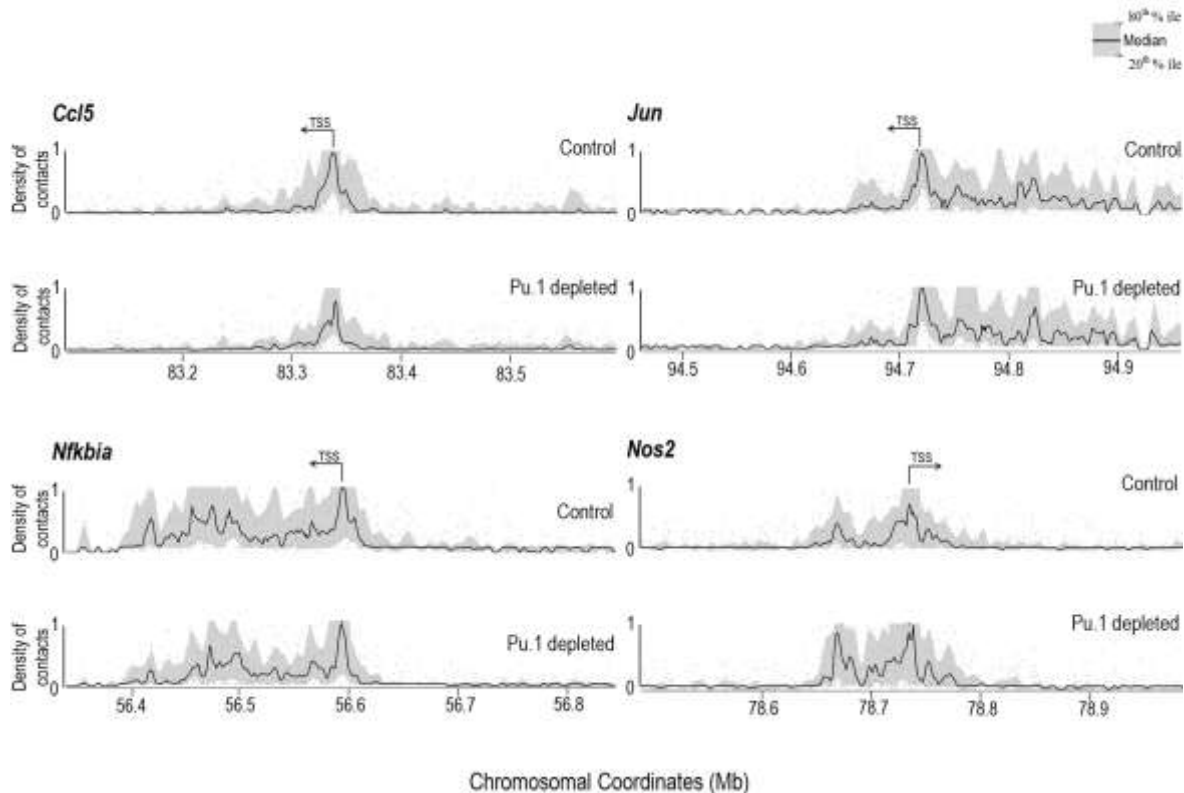 80th % ile
Median
20th % ile
Ccl5
TSS
Control
Density of
contacts
1
0
Pu.1 depleted
Density of
contacts
1
0
83.2 83.3 83.4 83.5
Jun
TSS
Control
1
0
Pu.1 depleted
1
0
94.5 94.6 94.7 94.8 94.9
Nfkbia
TSS
Control
Density of
contacts
1
0
Pu.1 depleted
Density of
contacts
1
0
56.4 56.5 56.6 56.7 56.8
Nos2
TSS
Control
1
0
Pu.1 depleted
1
0
78.6 78.7 78.8 78.9
Chromosomal Coordinates (Mb)